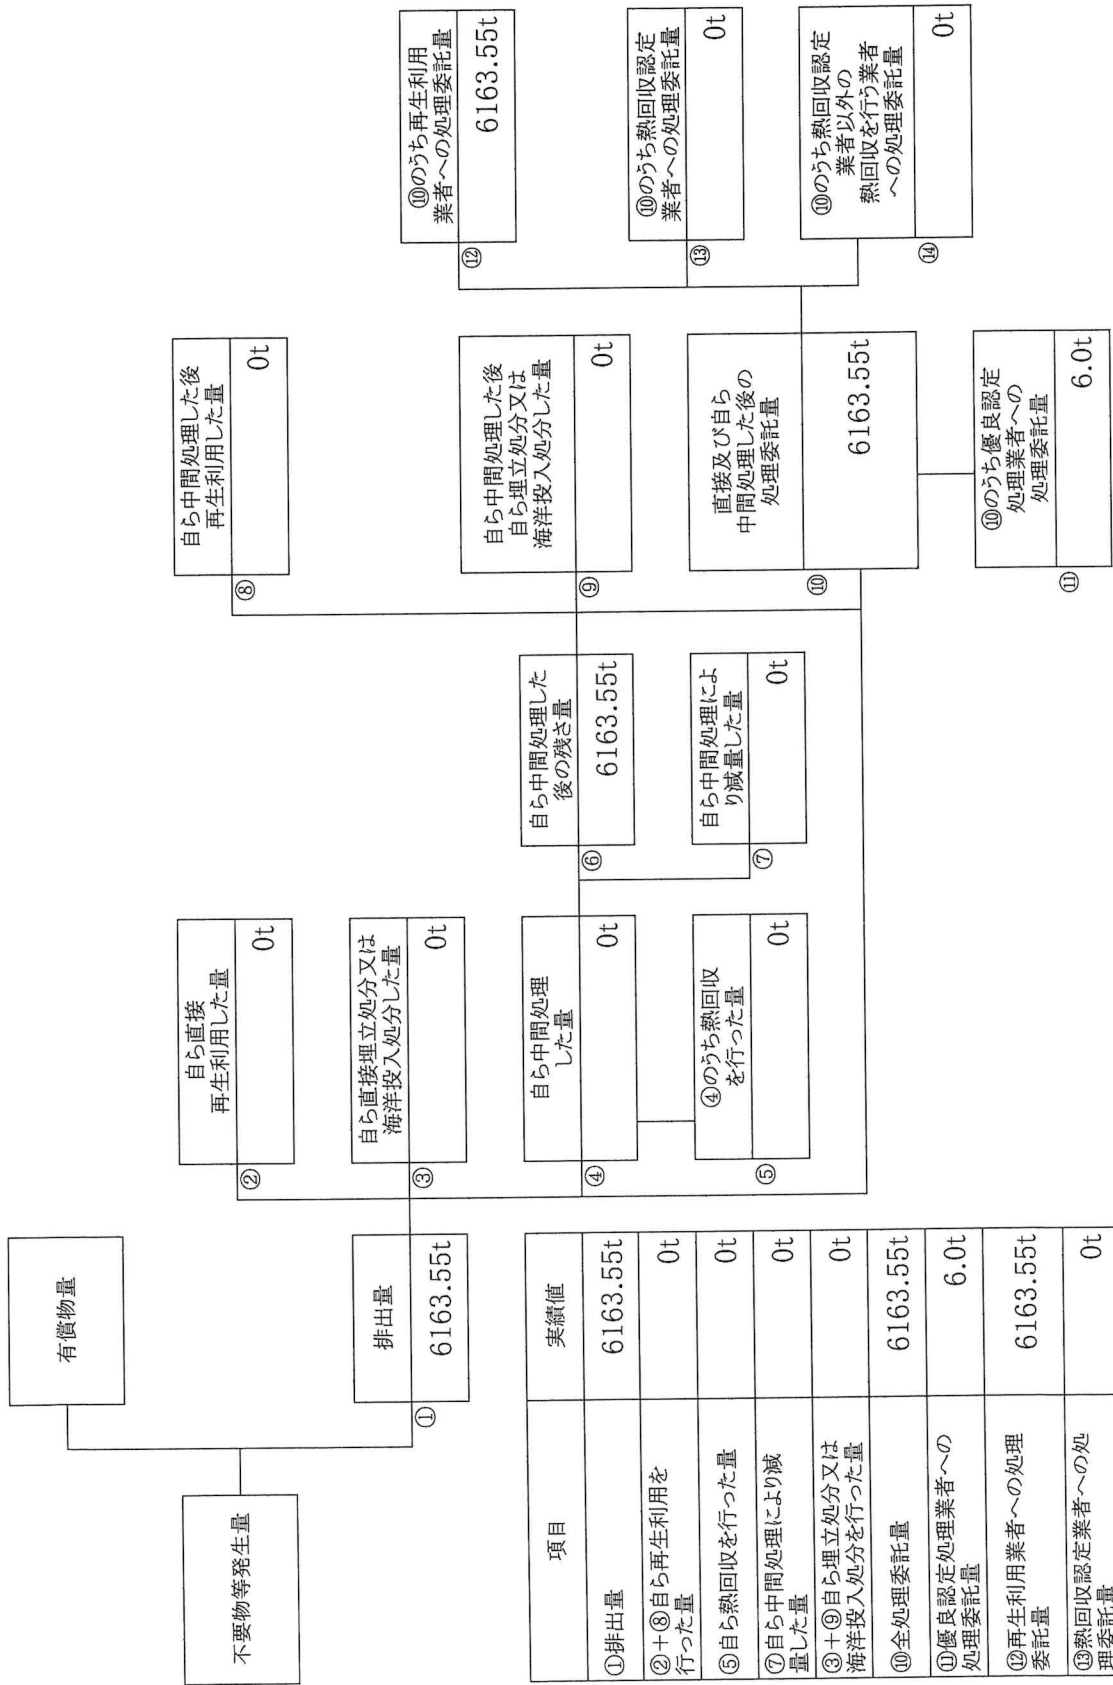 不要物等発生量
有償物量
①
排出量
6163.55t
②
自ら直接
再生利用した量
0t
③
自ら直接埋立処分又は
海洋投入処分した量
0t
④
自ら中間処理
した量
0t
⑤
④のうち熱回収
を行った量
0t
⑥
自ら中間処理した
後の残さ量
6163.55t
⑦
自ら中間処理によ
り減量した量
0t
⑧
自ら中間処理した後
再生利用した量
0t
⑨
自ら中間処理した後
自ら埋立処分又は
海洋投入処分した量
0t
⑩
直接及び自ら
中間処理した後の
処理委託量
6163.55t
⑪
⑩のうち優良認定
処理業者への
処理委託量
6.0t
⑫
⑩のうち再生利用
業者への処理委託量
6163.55t
⑬
⑩のうち熱回収認定
業者への処理委託量
0t
⑭
⑩のうち熱回収認定
業者以外の
熱回収を行う業者
への処理委託量
0t
項目 実績値
①排出量 6163.55t
②+⑧自ら再生利用を
行った量 0t
⑤自ら熱回収を行った量 0t
⑦自ら中間処理により減
量した量 0t
③+⑨自ら埋立処分又は
海洋投入処分を行った量 0t
⑩全処理委託量 6163.55t
⑪優良認定処理業者への
処理委託量 6.0t
⑫再生利用業者への処理
委託量 6163.55t
⑬熱回収認定業者への処
理委託量 0t